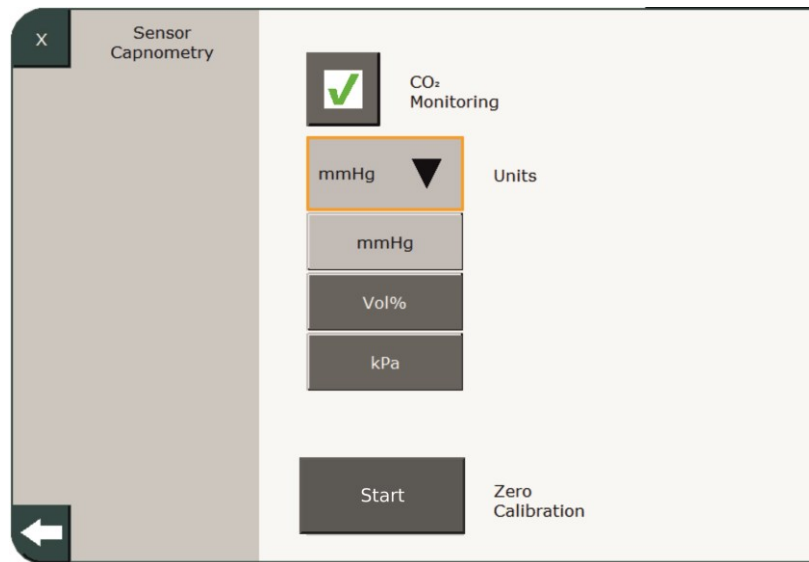 X
Sensor
Capnometry
CO₂
Monitoring
mmHg
Units
mmHg
Vol%
kPa
Start
Zero
Calibration